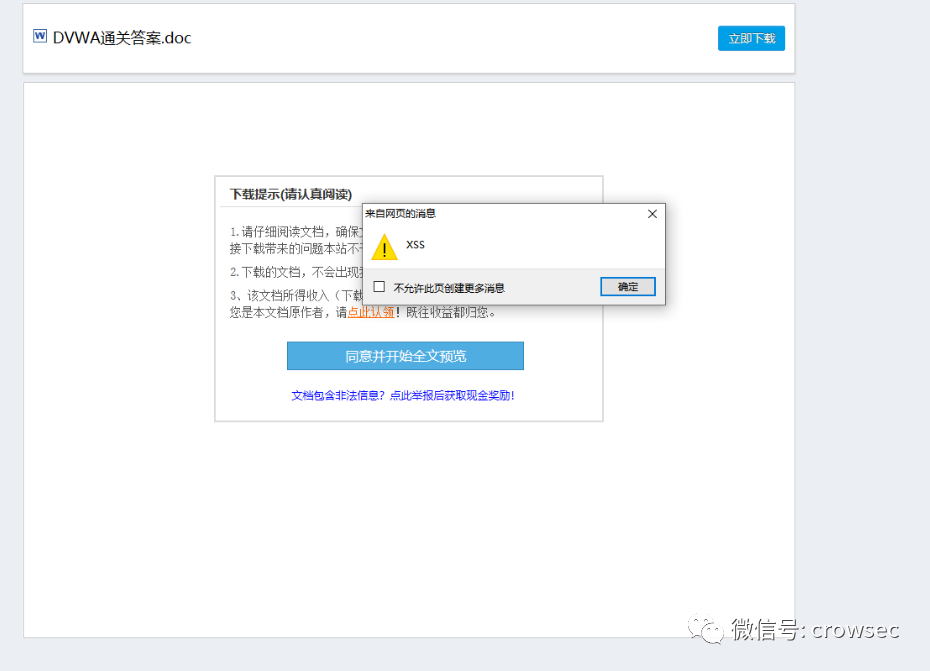 DVWA通关答案.doc
立即下载
下载提示(请认真阅读)
1.请仔细阅读文档，确保
接下载带来的问题本站不
2.下载的文档，不会出现
3、该文档所得收入（下载
您是本文档原作者，请点此认领！既往收益都归您。
同意并开始全文预览
文档包含非法信息？点此举报后获取现金奖励!
来自网页的消息
xss
不允许此页创建更多消息
确定
微信号: crowsec